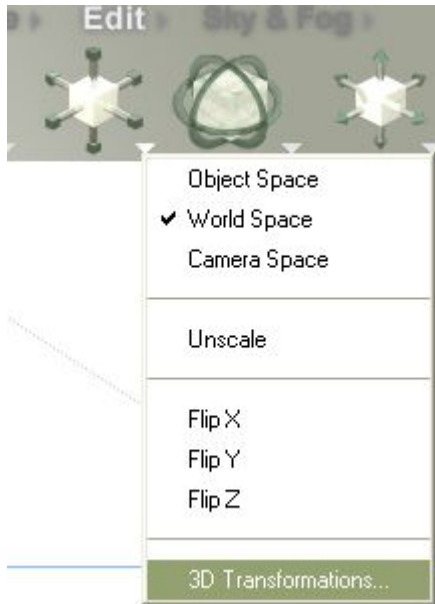 Edit Sky & Fog
Object Space
World Space
Camera Space
Unscale
Flip X
Flip Y
Flip Z
3D Transformations...